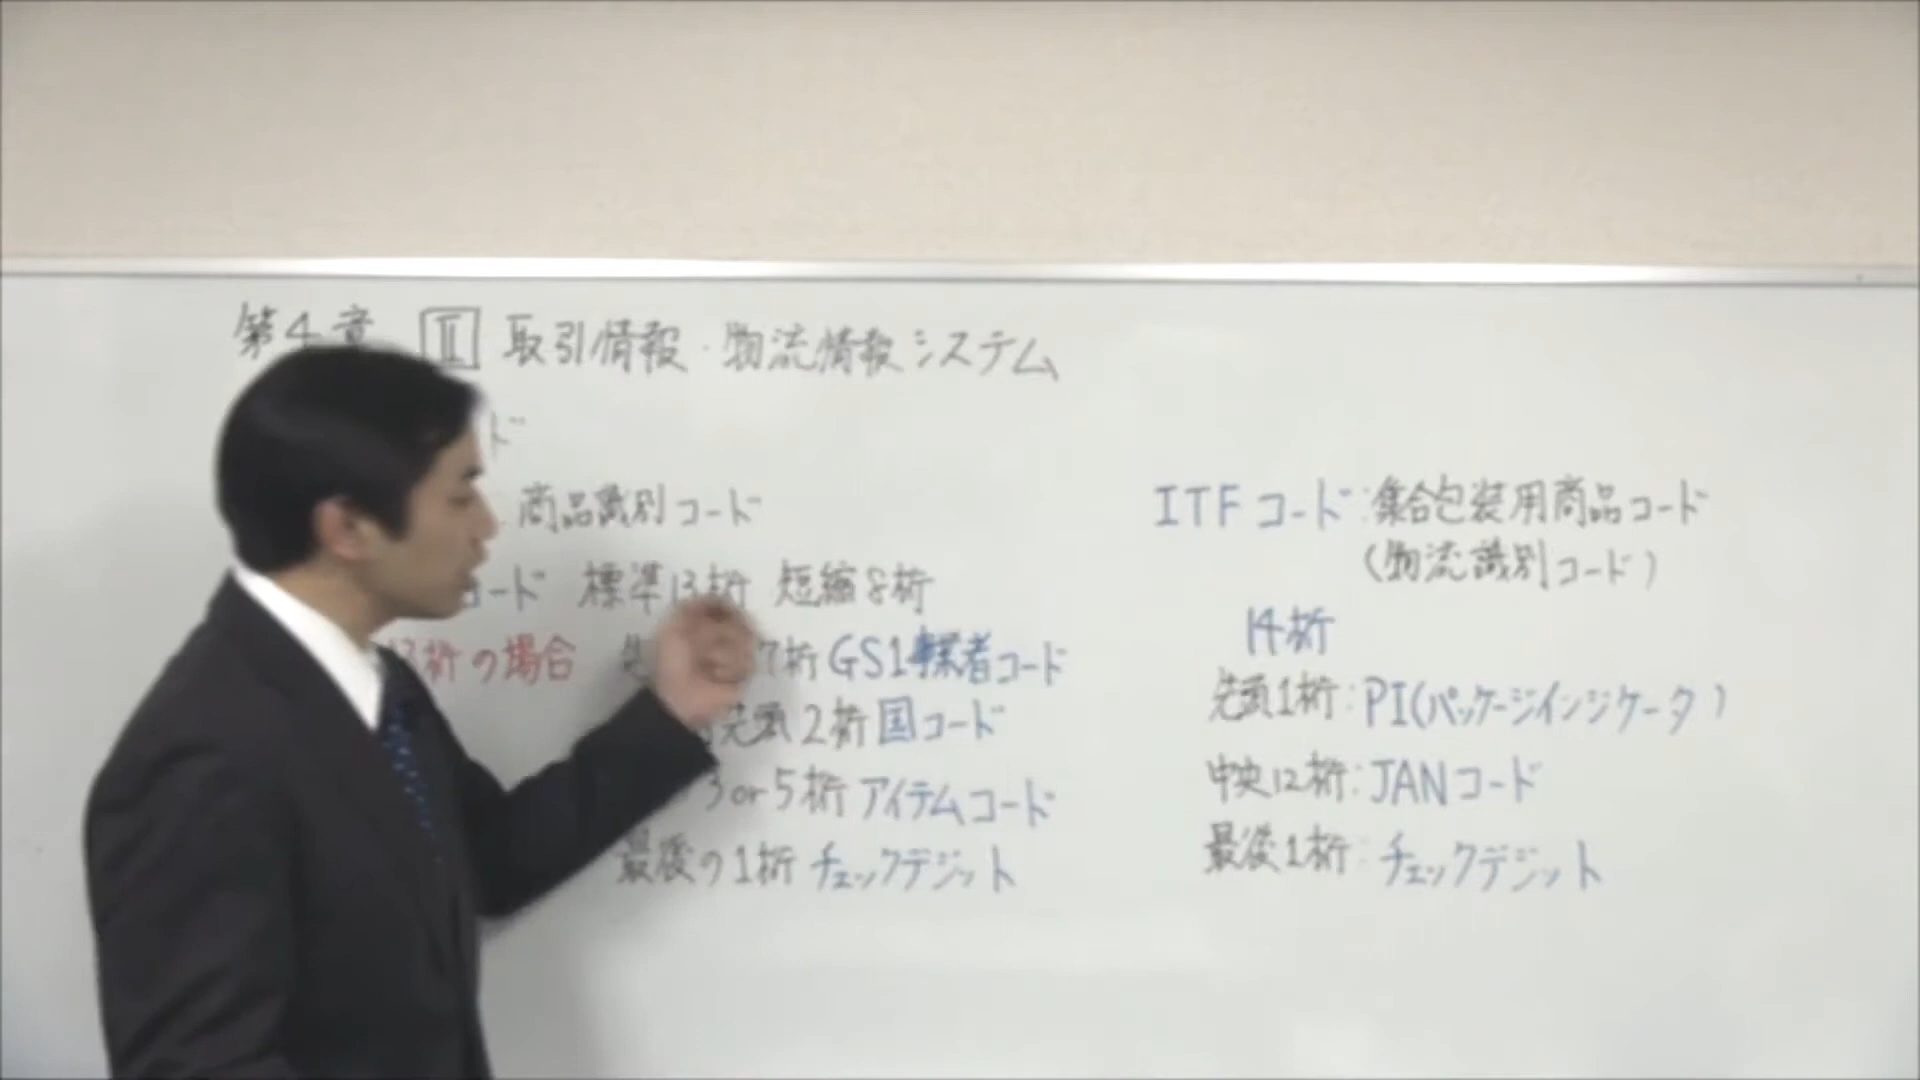 第4章 Ⅱ 取引情報・物流情報システム
ド
商品識別コード
コード 標準13桁 短縮8桁
13桁の場合 7桁 GS1事業者コード
先頭2桁 国コード
3or5桁 アイテムコード
最後の1桁 チェックデジット
ITFコード:集合包装用商品コード
(物流識別コード)
14桁
先頭1桁:PI(パッケージインジケータ)
中央12桁:JANコード
最後1桁:チェックデジット